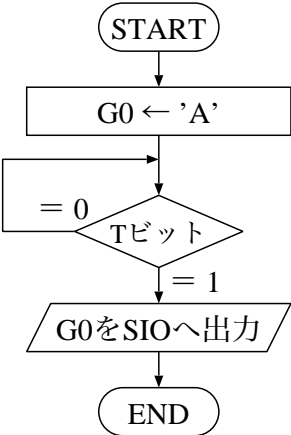 START
G0 ← 'A'
= 0
Tビット
= 1
G0をSIOへ出力
END